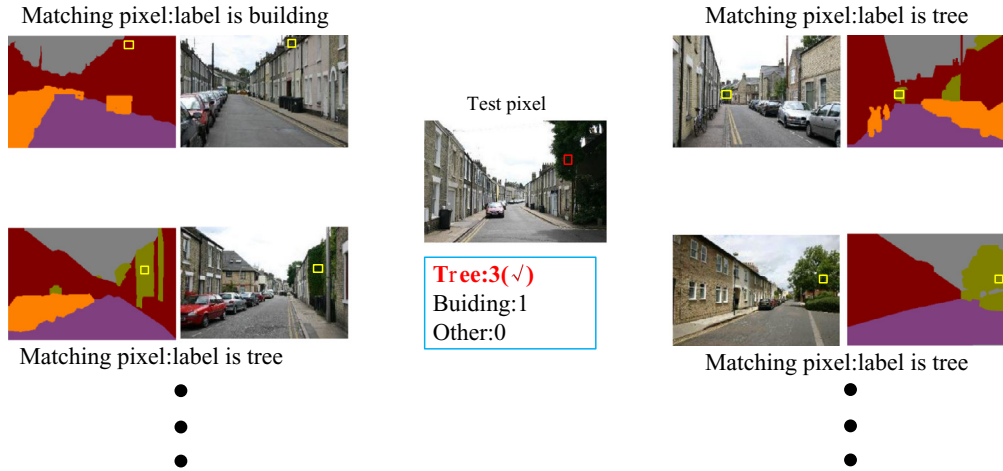 Matching pixel:label is building
Matching pixel:label is tree
Test pixel
Tree:3(√)
Buiding:1
Other:0
Matching pixel:label is tree
Matching pixel:label is tree